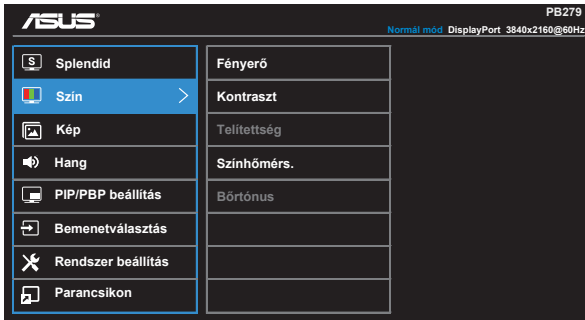 ASUS
PB279
Normál mód DisplayPort 3840x2160@60Hz
S Splendid
Szín
Kép
Hang
PIP/PBP beállítás
Bemenetválasztás
Rendszer beállítás
Parancsikon
Fényerő
Kontraszt
Telítettség
Színhőmérs.
Bőrtónus